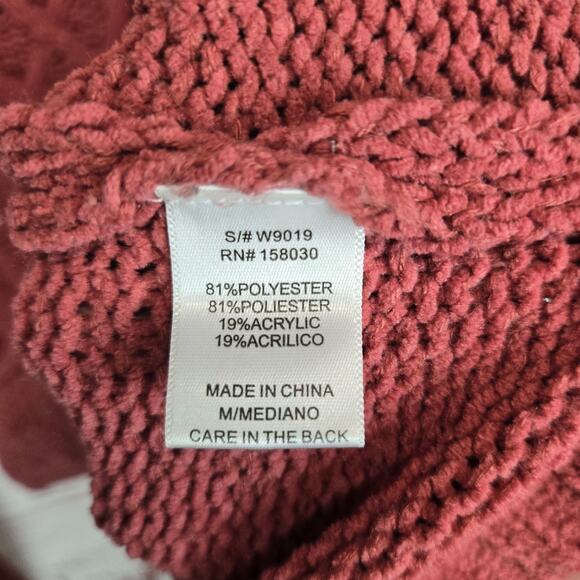 S/# W9019
RN# 158030
81%POLYESTER
81%POLIESTER
19%ACRYLIC
19%ACRILICO
MADE IN CHINA
M/MEDIANO
CARE IN THE BACK